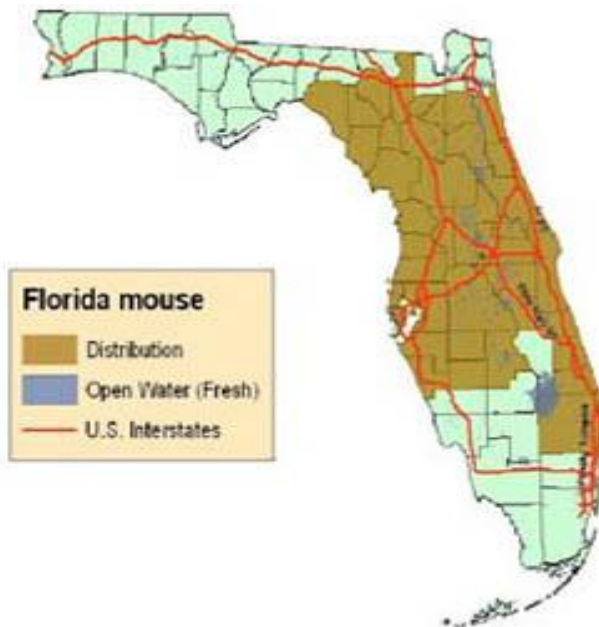 Florida mouse
Distribution
Open Water (Fresh)
U.S. Interstates